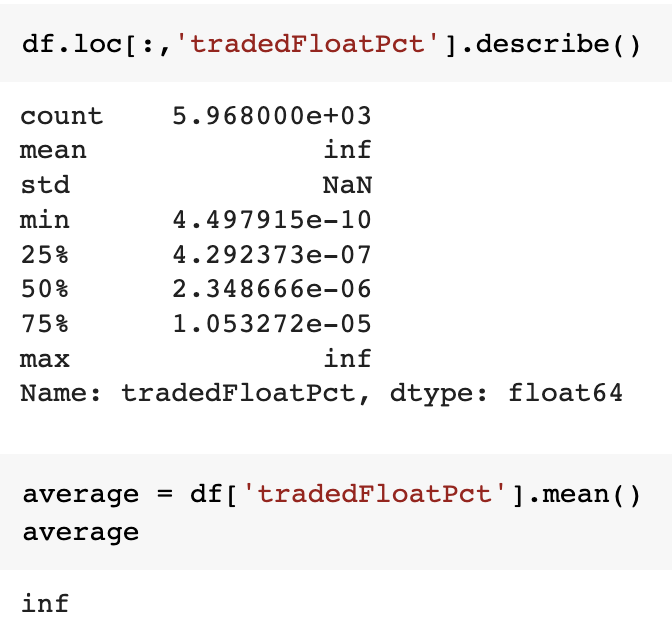 df.loc[:,'tradedFloatPct'].describe()
count    5.968000e+03
mean              inf
std               NaN
min      4.497915e-10
25%      4.292373e-07
50%      2.348666e-06
75%      1.053272e-05
max               inf
Name: tradedFloatPct, dtype: float64
average = df['tradedFloatPct'].mean()
average
inf